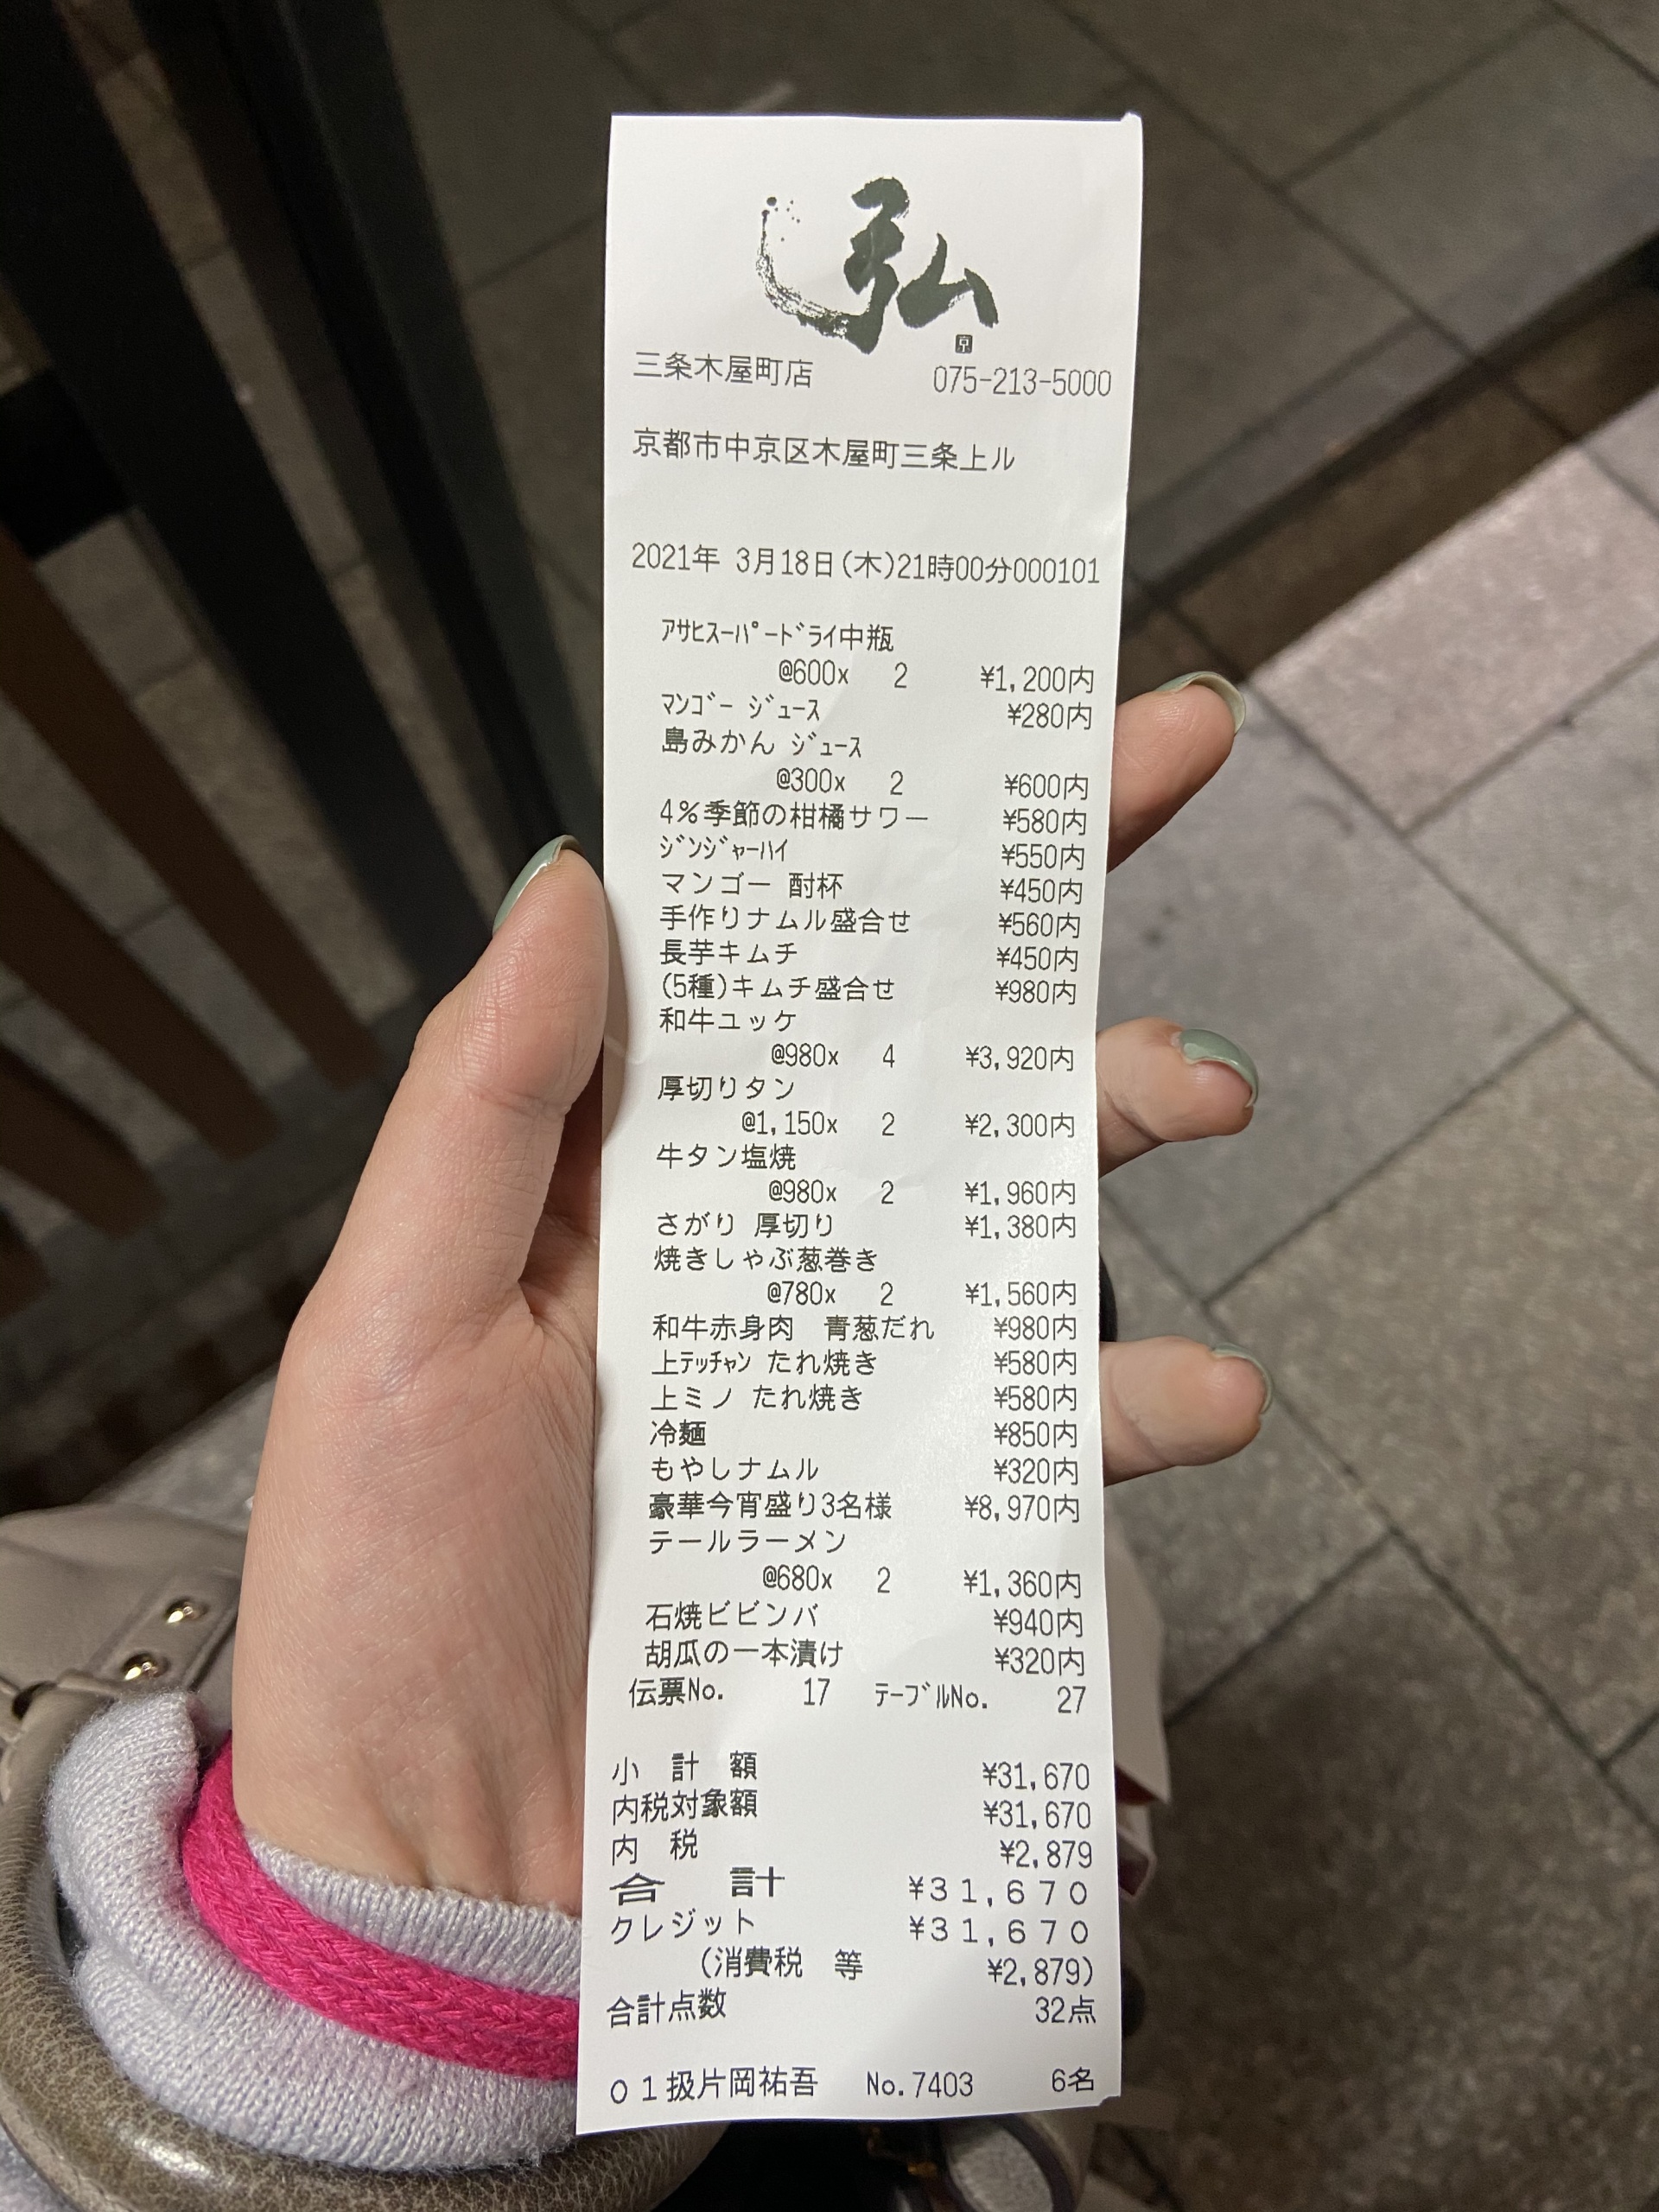 弘
京
三条木屋町店 075-213-5000
京都市中京区木屋町三条上ル
2021年 3月18日(木)21時00分000101
ｱｻﾋｽｰﾊﾟｰﾄﾞﾗｲ中瓶
@600x 2 ¥1,200内
ﾏﾝｺﾞｰ ｼﾞｭｰｽ ¥280内
島みかん ｼﾞｭｰｽ
@300x 2 ¥600内
4%季節の柑橘サワー ¥580内
ｼﾞﾝｼﾞｬｰﾊｲ ¥550内
マンゴー 酎杯 ¥450内
手作りナムル盛合せ ¥560内
長芋キムチ ¥450内
(5種)キムチ盛合せ ¥980内
和牛ユッケ
@980x 4 ¥3,920内
厚切りタン
@1,150x 2 ¥2,300内
牛タン塩焼
@980x 2 ¥1,960内
さがり 厚切り ¥1,380内
焼きしゃぶ葱巻き
@780x 2 ¥1,560内
和牛赤身肉 青葱だれ ¥980内
上ﾃｯﾁｬﾝ たれ焼き ¥580内
上ミノ たれ焼き ¥580内
冷麺 ¥850内
もやしナムル ¥320内
豪華今宵盛り3名様 ¥8,970内
テールラーメン
@680x 2 ¥1,360内
石焼ビビンバ ¥940内
胡瓜の一本漬け ¥320内
伝票No. 17 ﾃｰﾌﾞﾙNo. 27
小 計 額 ¥31,670
内税対象額 ¥31,670
内 税 ¥2,879
合 計 ¥31,670
クレジット ¥31,670
(消費税 等 ¥2,879)
合計点数 32点
01扱片岡祐吾 No.7403 6名